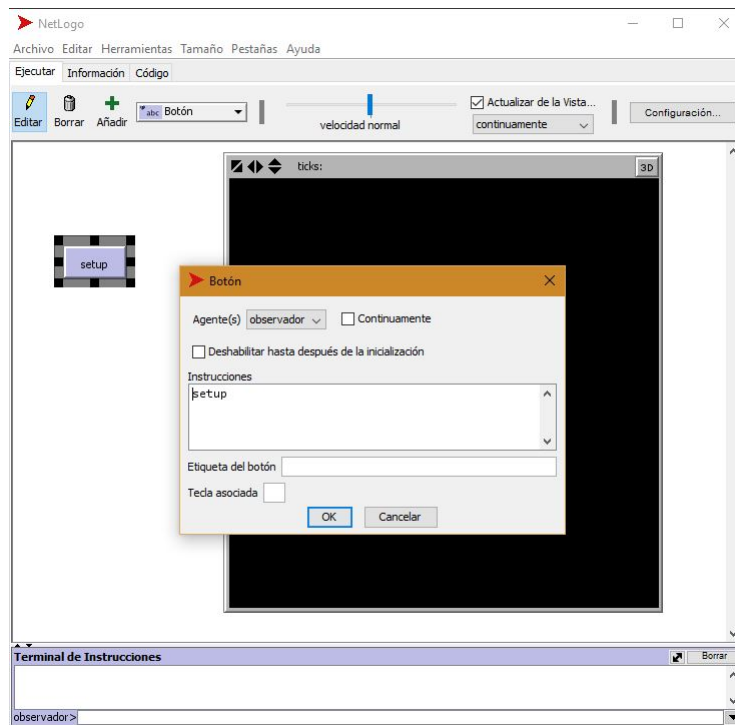 NetLogo
Archivo Editar Herramientas Tamaño Pestañas Ayuda
Ejecutar Información Código
Editar Borrar Añadir abc Botón velocidad normal Actualizar de la Vista... continuamente Configuración...
ticks: 3D
setup
Botón
Agente(s) observador Continuamente
Deshabilitar hasta después de la inicialización
Instrucciones
setup
Etiqueta del botón
Tecla asociada
OK Cancelar
Terminal de Instrucciones Borrar
observador>